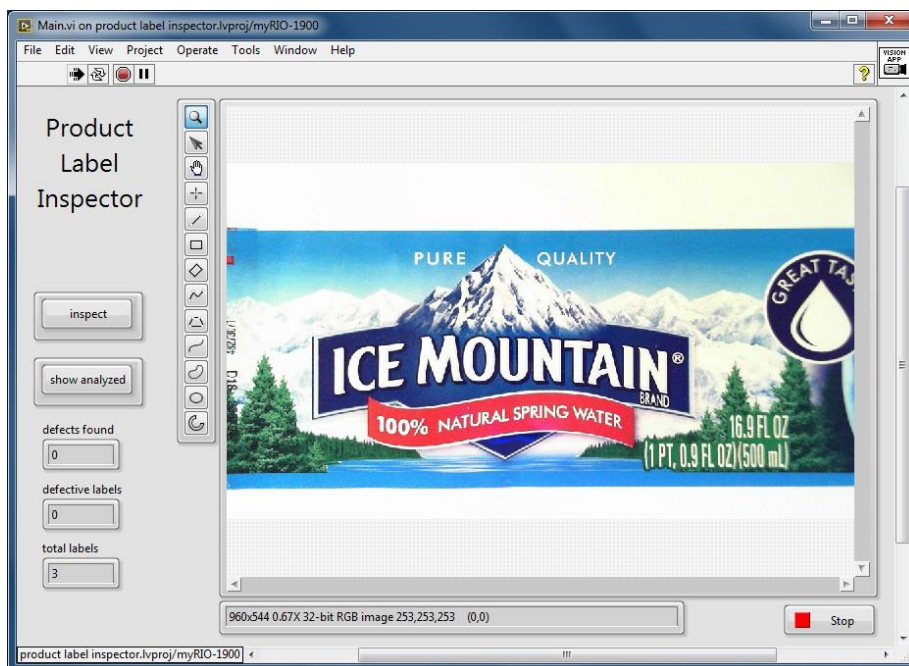 Main.vi on product label inspector.lvproj/myRIO-1900
File Edit View Project Operate Tools Window Help
VISION
APP
Product
Label
Inspector
inspect
show analyzed
defects found
0
defective labels
0
total labels
3
PURE QUALITY
GREAT TAS
ICE MOUNTAIN®
BRAND
100% NATURAL SPRING WATER
16.9 FL OZ
(1 PT, 0.9 FL OZ)(500 mL)
960x544 0.67X 32-bit RGB image 253,253,253 (0,0)
Stop
product label inspector.lvproj/myRIO-1900